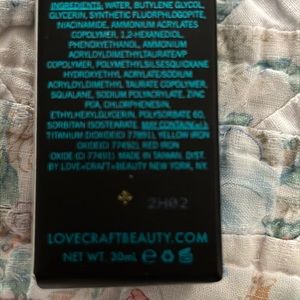 INGREDIENTS: WATER, BUTYLENE GLYCOL,
GLYCERIN, SYNTHETIC FLUORPHLOGOPITE,
NIACINAMIDE, AMMONIUM ACRYLATES
COPOLYMER, 1,2-HEXANEDIOL,
PHENOXYETHANOL, AMMONIUM
ACRYLOYLDIMETHYLTAURATE/VP
COPOLYMER, POLYMETHYLSILSESQUIOXANE
HYDROXYETHYL ACRYLATE/SODIUM
ACRYLOYLDIMETHYL TAURATE COPOLYMER,
SQUALANE, SODIUM POLYACRYLATE, ZINC
PCA, CHLORPHENESIN,
ETHYLHEXYLGLYCERIN, POLYSORBATE 60,
SORBITAN ISOSTEARATE. MAY CONTAIN(+/-):
TITANIUM DIOXIDE(CI 77891), YELLOW IRON
OXIDE(CI 77492), RED IRON
OXIDE (CI 77491). MADE IN TAIWAN. DIST.
BY LOVE+CRAFT+BEAUTY NEW YORK, NY.
2H02
LOVECRAFTBEAUTY.COM
NET WT. 30ml